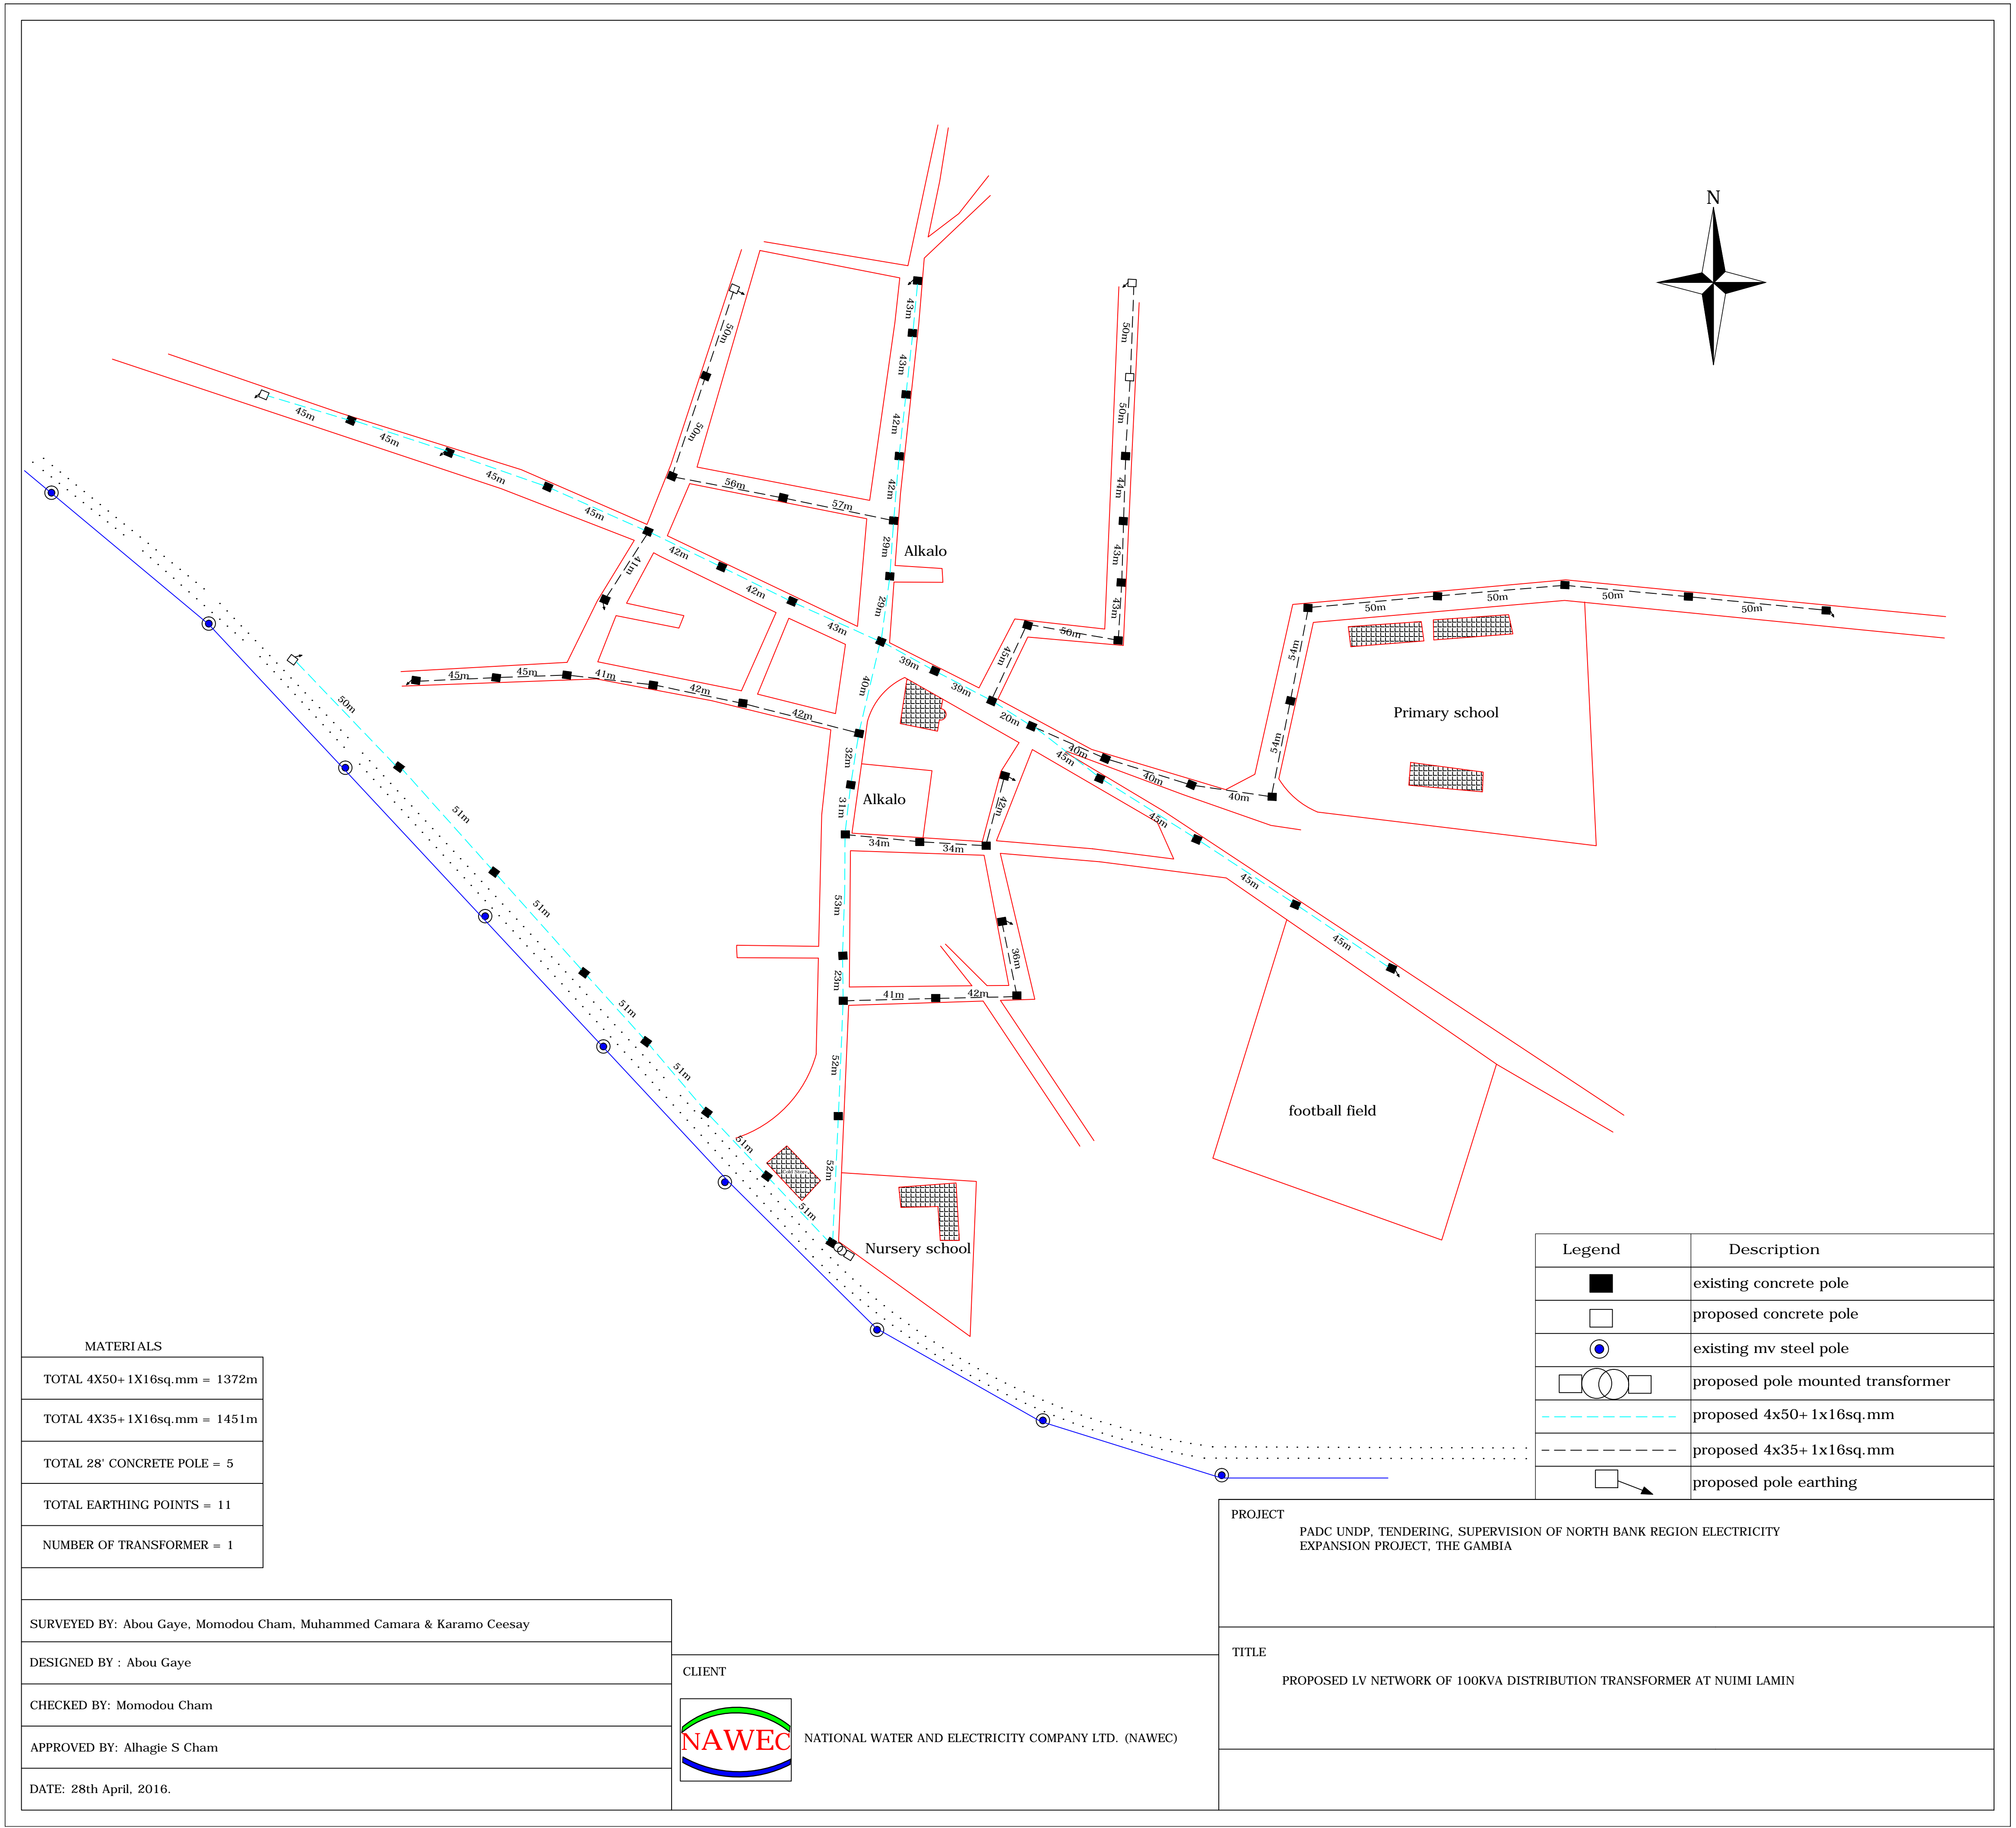 N
43m
43m
42m
42m
29m
29m
50m
50m
56m
57m
50m
50m
44m
43m
43m
50m
45m
45m
45m
45m
45m
42m
42m
43m
41m
Alkalo
39m
39m
20m
40m
40m
40m
54m
54m
50m
50m
50m
50m
Primary school
45m
45m
41m
42m
42m
40m
32m
31m
Alkalo
34m
34m
42m
45m
45m
45m
45m
53m
23m
41m
42m
36m
52m
52m
50m
51m
51m
51m
51m
51m
51m
Cold Store
Nursery school
football field
Legend Description
existing concrete pole
proposed concrete pole
existing mv steel pole
proposed pole mounted transformer
proposed 4x50+1x16sq.mm
proposed 4x35+1x16sq.mm
proposed pole earthing
MATERIALS
TOTAL 4X50+1X16sq.mm = 1372m
TOTAL 4X35+1X16sq.mm = 1451m
TOTAL 28' CONCRETE POLE = 5
TOTAL EARTHING POINTS = 11
NUMBER OF TRANSFORMER = 1
SURVEYED BY: Abou Gaye, Momodou Cham, Muhammed Camara & Karamo Ceesay
DESIGNED BY : Abou Gaye
CHECKED BY: Momodou Cham
APPROVED BY: Alhagie S Cham
DATE: 28th April, 2016.
CLIENT
NAWEC
NATIONAL WATER AND ELECTRICITY COMPANY LTD. (NAWEC)
PROJECT
PADC UNDP, TENDERING, SUPERVISION OF NORTH BANK REGION ELECTRICITY
EXPANSION PROJECT, THE GAMBIA
TITLE
PROPOSED LV NETWORK OF 100KVA DISTRIBUTION TRANSFORMER AT NUIMI LAMIN